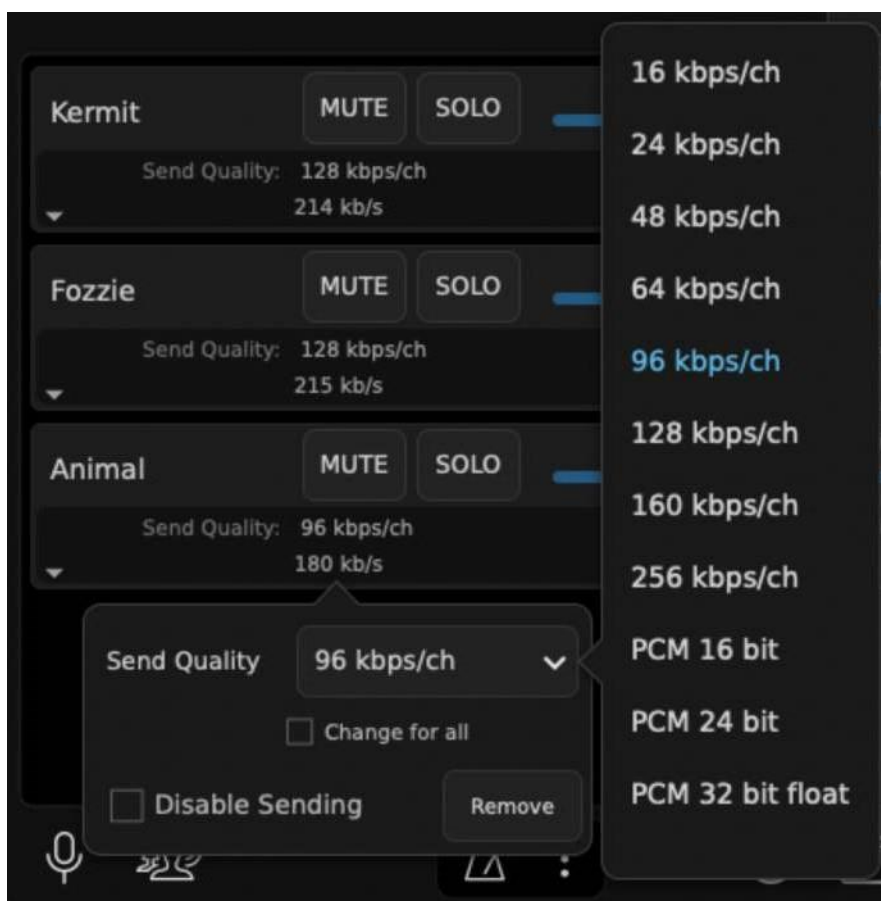 Kermit MUTE SOLO
Send Quality: 128 kbps/ch
214 kb/s
Fozzie MUTE SOLO
Send Quality: 128 kbps/ch
215 kb/s
Animal MUTE SOLO
Send Quality: 96 kbps/ch
180 kb/s
Send Quality 96 kbps/ch
Change for all
Disable Sending Remove
16 kbps/ch
24 kbps/ch
48 kbps/ch
64 kbps/ch
96 kbps/ch
128 kbps/ch
160 kbps/ch
256 kbps/ch
PCM 16 bit
PCM 24 bit
PCM 32 bit float